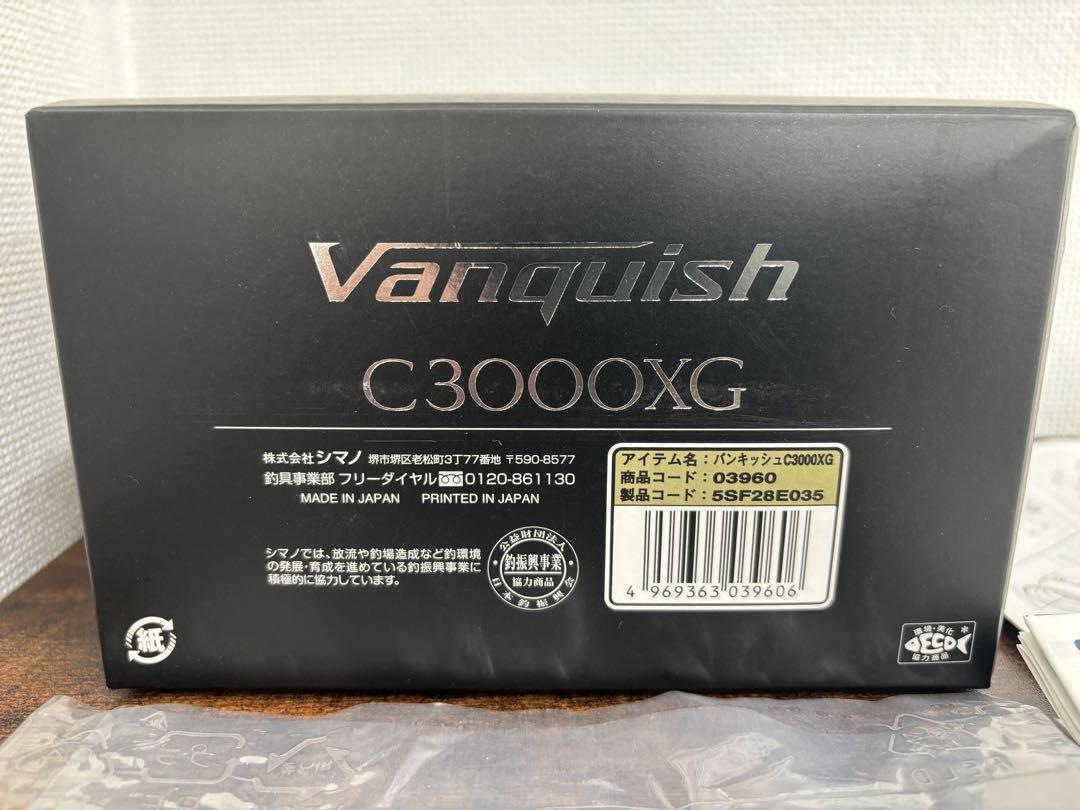 Vanquish
C3000XG
株式会社シマノ 堺市堺区老松町3丁77番地 〒590-8577
釣具事業部 フリーダイヤル 0120-861130
MADE IN JAPAN PRINTED IN JAPAN
シマノでは、放流や釣場造成など釣環境
の発展・育成を進めている釣振興事業に
積極的に協力しています。
公益財団法人
釣振興事業
協力商品
日本釣振興会
アイテム名：バンキッシュC3000XG
商品コード：03960
製品コード：5SF28E035
4 969363 039606
紙
環境・美化
ECO
協力商品